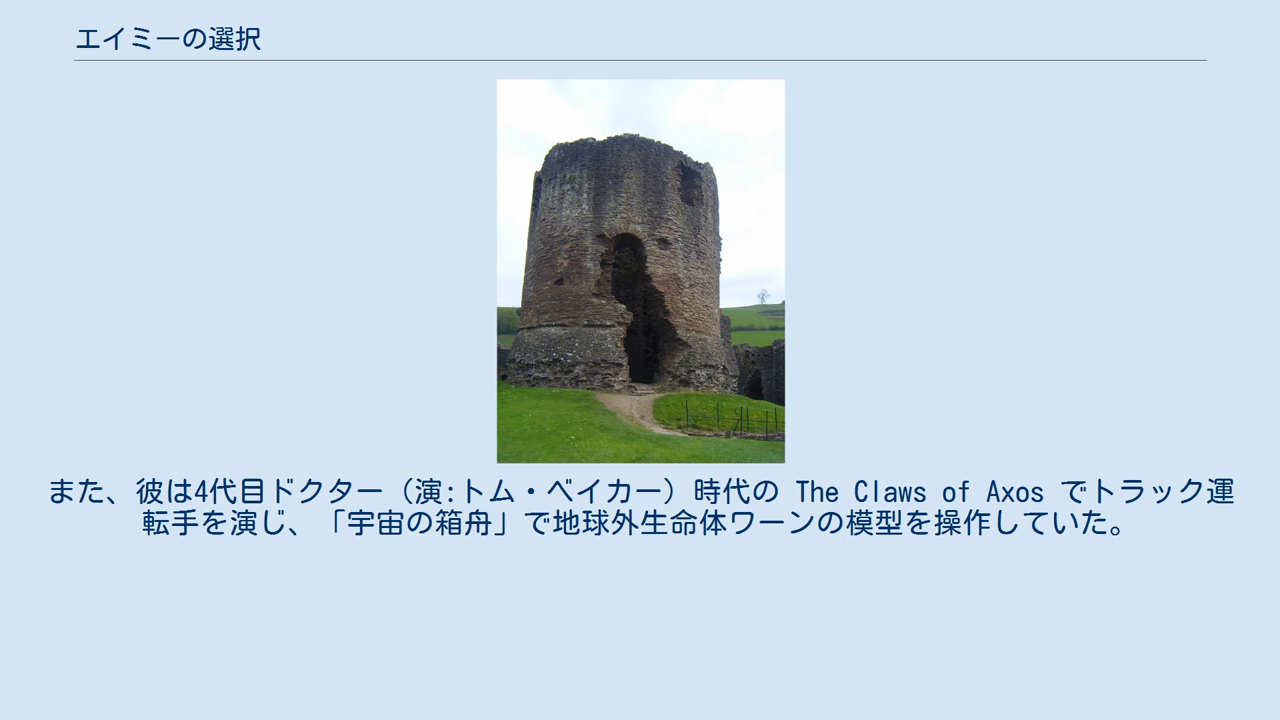 エイミーの選択
また、彼は4代目ドクター（演:トム・ベイカー）時代の The Claws of Axos でトラック運
転手を演じ、「宇宙の箱舟」で地球外生命体ワーンの模型を操作していた。